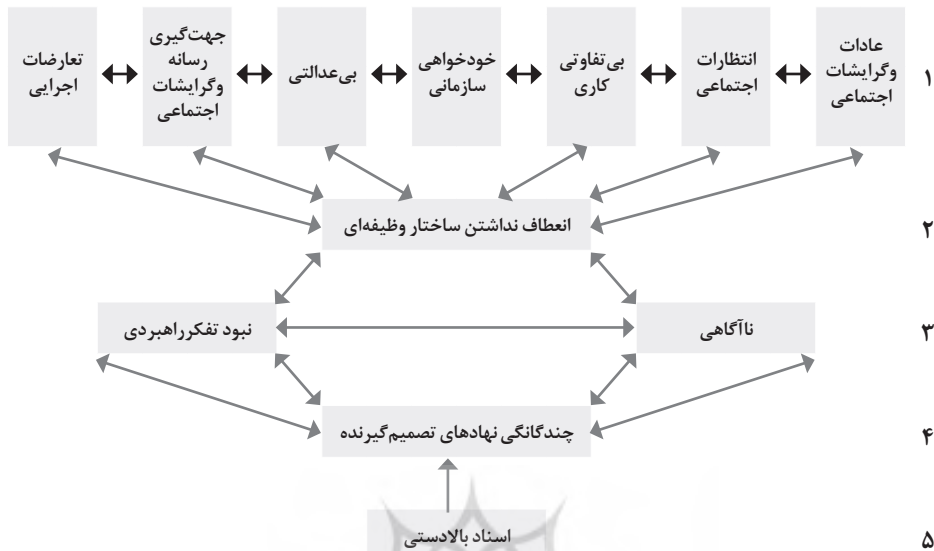 عادات
وگرایشات
اجتماعی
انتظارات
اجتماعی
بی‌تفاوتی
کاری
خودخواهی
سازمانی
بی‌عدالتی
جهت‌گیری
رسانه
وگرایشات
اجتماعی
تعارضات
اجرایی
۱
انعطاف نداشتن ساختار وظیفه‌ای
۲
ناآگاهی
نبود تفکرراهبردی
۳
چندگانگی نهادهای تصمیم‌گیرنده
۴
اسناد بالادستی
۵